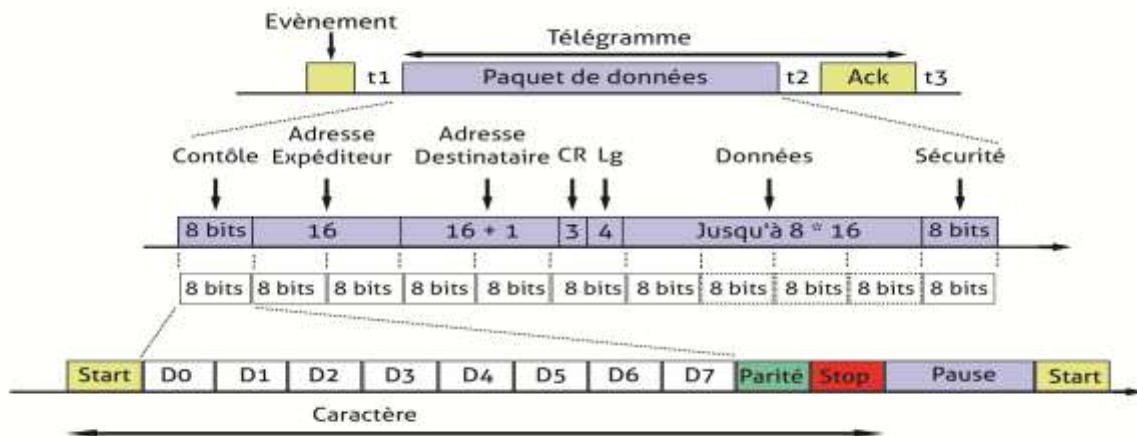 Evènement
Télégramme
t1 Paquet de données t2 Ack t3
Contôle
Adresse
Expéditeur
Adresse
Destinataire
CR
Lg
Données
Sécurité
8 bits 16 16 + 1 3 4 Jusqu'à 8 * 16 8 bits
8 bits 8 bits 8 bits 8 bits 8 bits 8 bits 8 bits 8 bits 8 bits 8 bits 8 bits
Start D0 D1 D2 D3 D4 D5 D6 D7 Parité Stop Pause Start
Caractère